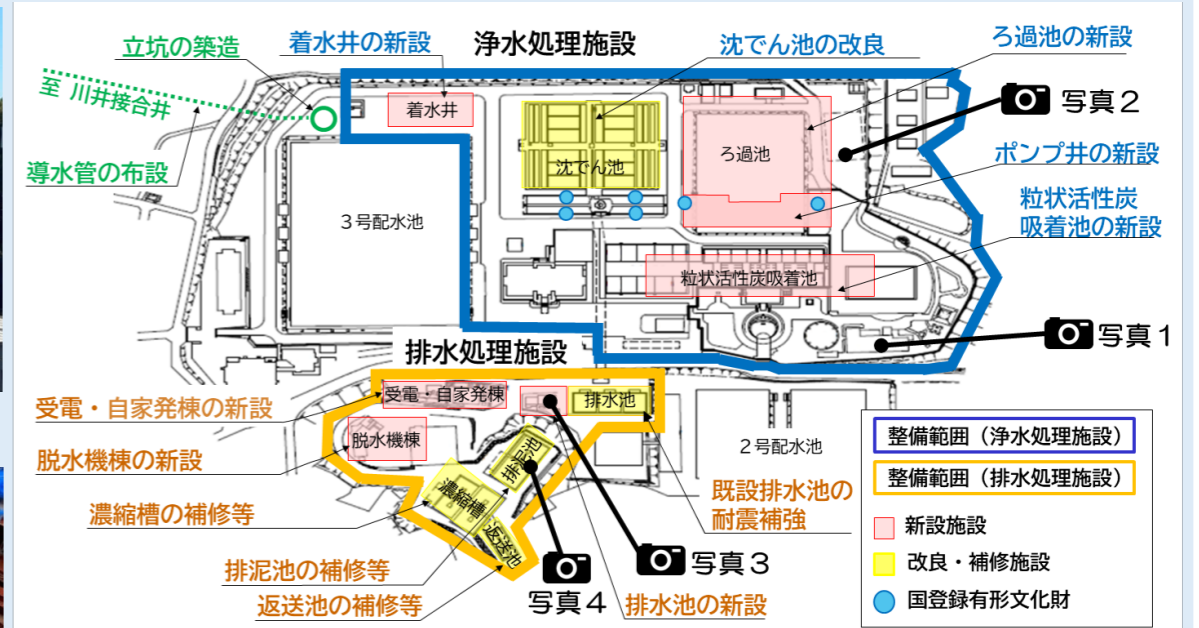 立坑の築造
着水井の新設
浄水処理施設
沈でん池の改良
ろ過池の新設
至 川井接合井
着水井
写真2
ろ過池
ポンプ井の新設
沈でん池
導水管の布設
粒状活性炭
吸着池の新設
3号配水池
粒状活性炭吸着池
写真1
排水処理施設
受電・自家発棟の新設
受電・自家発棟
排水池
脱水機棟
2号配水池
整備範囲（浄水処理施設）
脱水機棟の新設
排泥池
整備範囲（排水処理施設）
濃縮槽
既設排水池の
耐震補強
濃縮槽の補修等
返送池
新設施設
排泥池の補修等
写真3
改良・補修施設
写真4
返送池の補修等
排水池の新設
国登録有形文化財